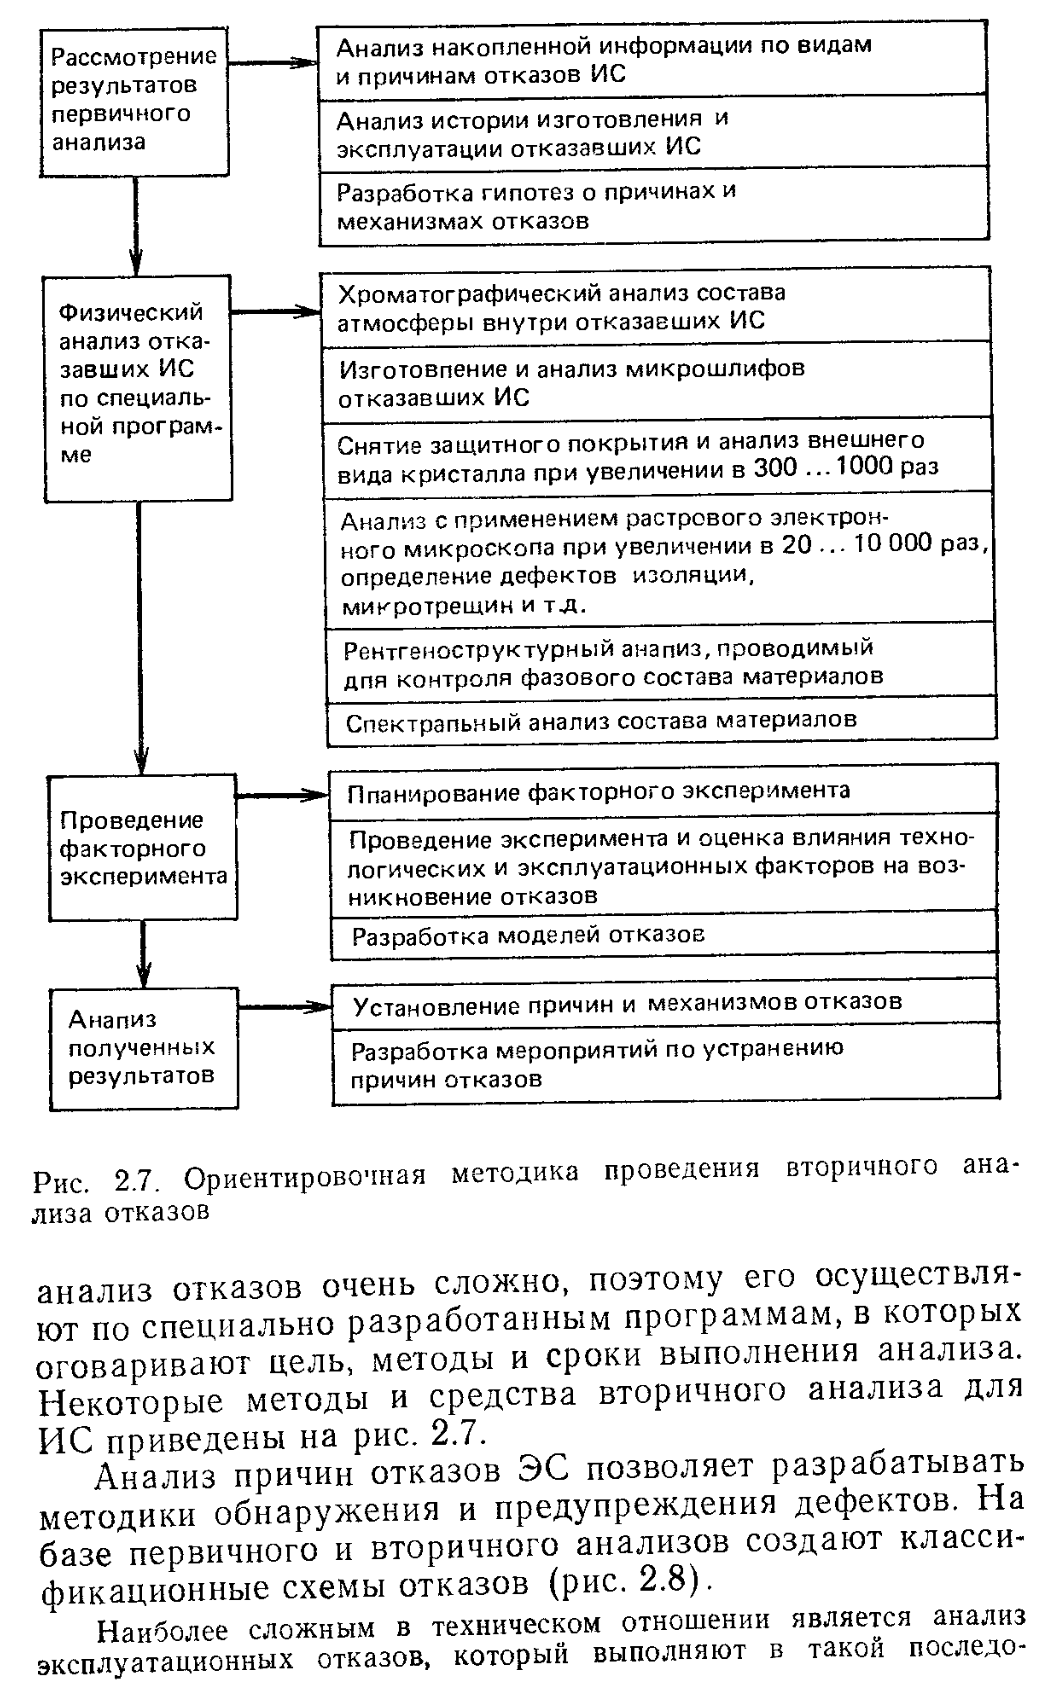 Рассмотрение
результатов
первичного
анализа
Анализ накопленной информации по видам
и причинам отказов ИС
Анализ истории изготовления и
эксплуатации отказавших ИС
Разработка гипотез о причинах и
механизмах отказов
Физический
анализ отка-
завших ИС
по специаль-
ной програм-
ме
Хроматографический анализ состава
атмосферы внутри отказавших ИС
Изготовление и анализ микрошлифов
отказавших ИС
Снятие защитного покрытия и анализ внешнего
вида кристалла при увеличении в 300 ... 1000 раз
Анализ с применением растрового электрон-
ного микроскопа при увеличении в 20 ... 10 000 раз,
определение дефектов изоляции,
микротрещин и т.д.
Рентгеноструктурный анализ, проводимый
для контроля фазового состава материалов
Спектральный анализ состава материалов
Проведение
факторного
эксперимента
Планирование факторного эксперимента
Проведение эксперимента и оценка влияния техно-
логических и эксплуатационных факторов на воз-
никновение отказов
Разработка моделей отказов
Анализ
полученных
результатов
Установление причин и механизмов отказов
Разработка мероприятий по устранению
причин отказов
Рис. 2.7. Ориентировочная методика проведения вторичного ана-
лиза отказов
анализ отказов очень сложно, поэтому его осуществля-
ют по специально разработанным программам, в которых
оговаривают цель, методы и сроки выполнения анализа.
Некоторые методы и средства вторичного анализа для
ИС приведены на рис. 2.7.
Анализ причин отказов ЭС позволяет разрабатывать
методики обнаружения и предупреждения дефектов. На
базе первичного и вторичного анализов создают класси-
фикационные схемы отказов (рис. 2.8).
Наиболее сложным в техническом отношении является анализ
эксплуатационных отказов, который выполняют в такой последо-